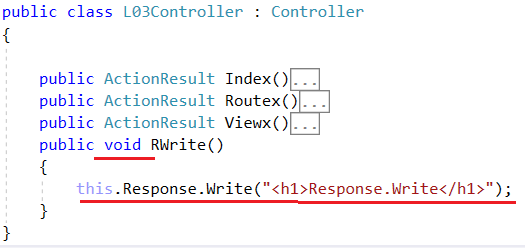 public class L03Controller : Controller
{
public ActionResult Index()...
public ActionResult Routex()...
public ActionResult Viewx()...
public void RWrite()
{
this.Response.Write("<h1>Response.Write</h1>");
}
}